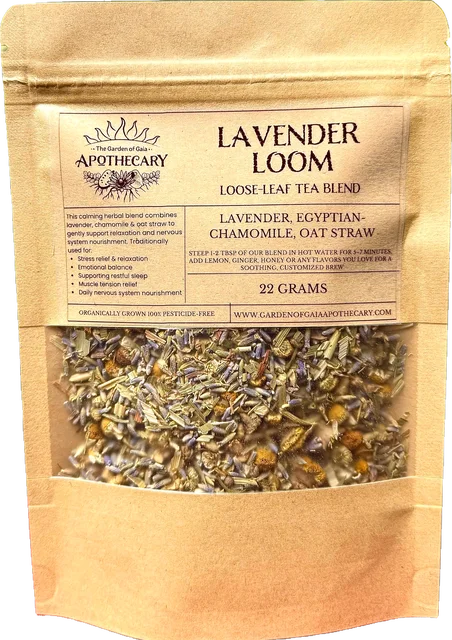 The Garden of Gaia
APOTHECARY
LAVENDER
LOOM
LOOSE-LEAF TEA BLEND
This calming herbal blend combines
lavender, chamomile & oat straw to
gently support relaxation and nervous
system nourishment. Traditionally
used for:
• Stress relief & relaxation
• Emotional balance
• Supporting restful sleep
• Muscle tension relief
• Daily nervous system nourishment
LAVENDER, EGYPTIAN-
CHAMOMILE, OAT STRAW
STEEP 1-2 TBSP OF OUR BLEND IN HOT WATER FOR 5-7 MINUTES,
ADD LEMON, GINGER, HONEY OR ANY FLAVORS YOU LOVE FOR A
SOOTHING, CUSTOMIZED BREW
22 GRAMS
ORGANICALLY GROWN 100% PESTICIDE-FREE
WWW.GARDENOFGAIAAPOTHECARY.COM